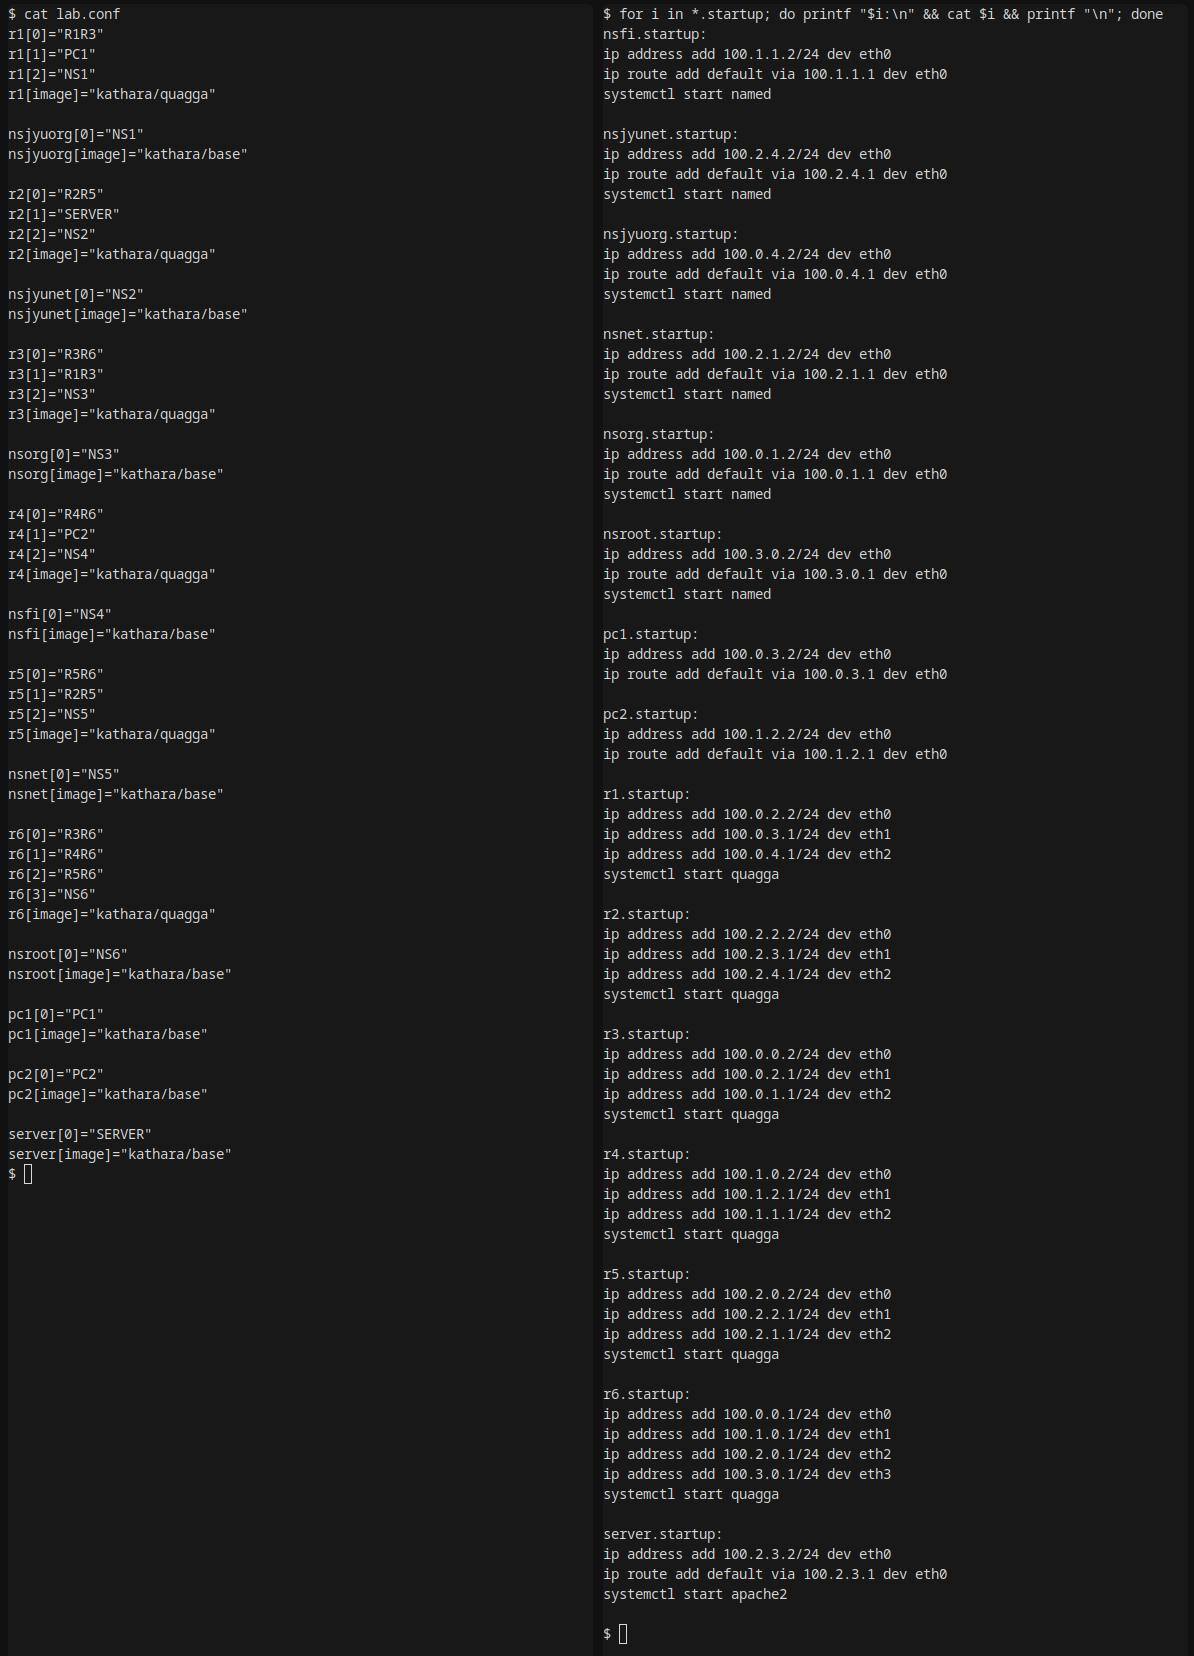 $ cat lab.conf
r1[0]="R1R3"
r1[1]="PC1"
r1[2]="NS1"
r1[image]="kathara/quagga"

nsjyuorg[0]="NS1"
nsjyuorg[image]="kathara/base"

r2[0]="R2R5"
r2[1]="SERVER"
r2[2]="NS2"
r2[image]="kathara/quagga"

nsjyunet[0]="NS2"
nsjyunet[image]="kathara/base"

r3[0]="R3R6"
r3[1]="R1R3"
r3[2]="NS3"
r3[image]="kathara/quagga"

nsorg[0]="NS3"
nsorg[image]="kathara/base"

r4[0]="R4R6"
r4[1]="PC2"
r4[2]="NS4"
r4[image]="kathara/quagga"

nsfi[0]="NS4"
nsfi[image]="kathara/base"

r5[0]="R5R6"
r5[1]="R2R5"
r5[2]="NS5"
r5[image]="kathara/quagga"

nsnet[0]="NS5"
nsnet[image]="kathara/base"

r6[0]="R3R6"
r6[1]="R4R6"
r6[2]="R5R6"
r6[3]="NS6"
r6[image]="kathara/quagga"

nsroot[0]="NS6"
nsroot[image]="kathara/base"

pc1[0]="PC1"
pc1[image]="kathara/base"

pc2[0]="PC2"
pc2[image]="kathara/base"

server[0]="SERVER"
server[image]="kathara/base"
$
$ for i in *.startup; do printf "$i:\n" && cat $i && printf "\n"; done
nsfi.startup:
ip address add 100.1.1.2/24 dev eth0
ip route add default via 100.1.1.1 dev eth0
systemctl start named

nsjyunet.startup:
ip address add 100.2.4.2/24 dev eth0
ip route add default via 100.2.4.1 dev eth0
systemctl start named

nsjyuorg.startup:
ip address add 100.0.4.2/24 dev eth0
ip route add default via 100.0.4.1 dev eth0
systemctl start named

nsnet.startup:
ip address add 100.2.1.2/24 dev eth0
ip route add default via 100.2.1.1 dev eth0
systemctl start named

nsorg.startup:
ip address add 100.0.1.2/24 dev eth0
ip route add default via 100.0.1.1 dev eth0
systemctl start named

nsroot.startup:
ip address add 100.3.0.2/24 dev eth0
ip route add default via 100.3.0.1 dev eth0
systemctl start named

pc1.startup:
ip address add 100.0.3.2/24 dev eth0
ip route add default via 100.0.3.1 dev eth0

pc2.startup:
ip address add 100.1.2.2/24 dev eth0
ip route add default via 100.1.2.1 dev eth0

r1.startup:
ip address add 100.0.2.2/24 dev eth0
ip address add 100.0.3.1/24 dev eth1
ip address add 100.0.4.1/24 dev eth2
systemctl start quagga

r2.startup:
ip address add 100.2.2.2/24 dev eth0
ip address add 100.2.3.1/24 dev eth1
ip address add 100.2.4.1/24 dev eth2
systemctl start quagga

r3.startup:
ip address add 100.0.0.2/24 dev eth0
ip address add 100.0.2.1/24 dev eth1
ip address add 100.0.1.1/24 dev eth2
systemctl start quagga

r4.startup:
ip address add 100.1.0.2/24 dev eth0
ip address add 100.1.2.1/24 dev eth1
ip address add 100.1.1.1/24 dev eth2
systemctl start quagga

r5.startup:
ip address add 100.2.0.2/24 dev eth0
ip address add 100.2.2.1/24 dev eth1
ip address add 100.2.1.1/24 dev eth2
systemctl start quagga

r6.startup:
ip address add 100.0.0.1/24 dev eth0
ip address add 100.1.0.1/24 dev eth1
ip address add 100.2.0.1/24 dev eth2
ip address add 100.3.0.1/24 dev eth3
systemctl start quagga

server.startup:
ip address add 100.2.3.2/24 dev eth0
ip route add default via 100.2.3.1 dev eth0
systemctl start apache2

$